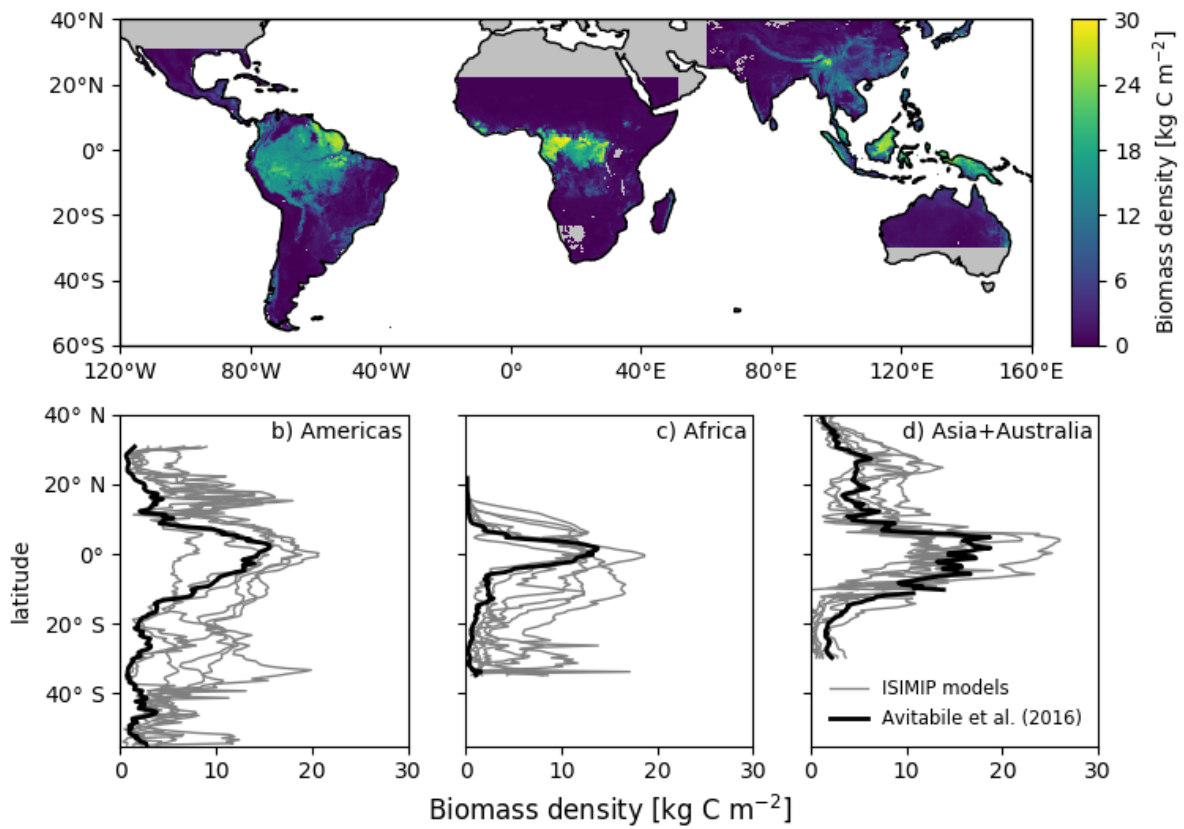 40°N
20°N
0°
20°S
40°S
60°S
120°W 80°W 40°W 0° 40°E 80°E 120°E 160°E
30
24
18
12
6
0
Biomass density [kg C m⁻²]
40° N
20° N
0°
20° S
40° S
latitude
b) Americas
c) Africa
d) Asia+Australia
ISIMIP models
Avitabile et al. (2016)
0 10 20 30
0 10 20 30
0 10 20 30
Biomass density [kg C m⁻²]